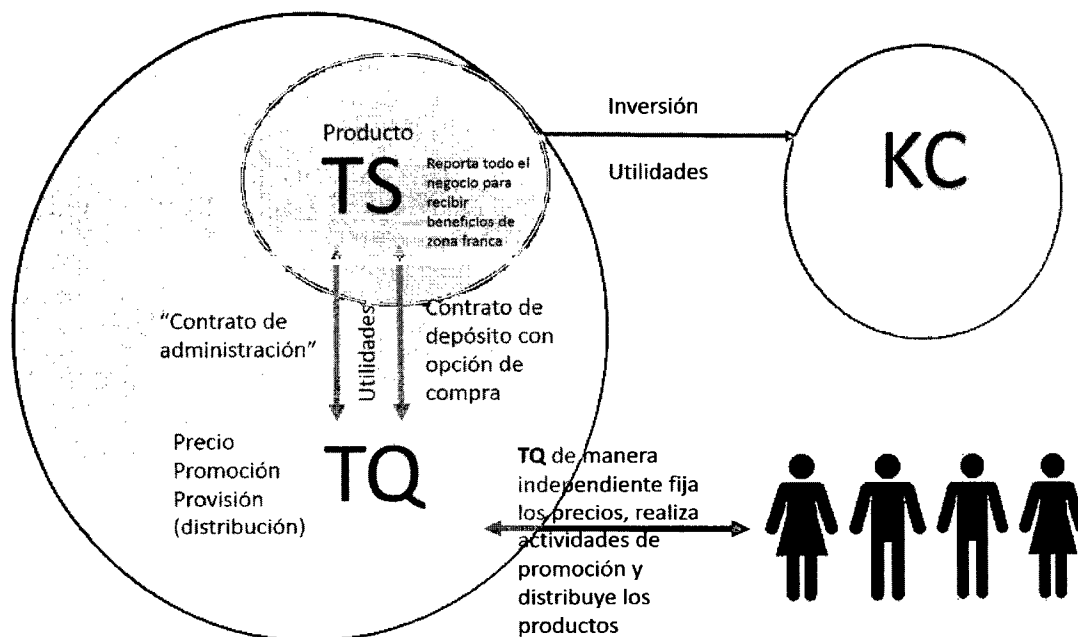 Producto
TS
Reporta todo el
negocio para
recibir
beneficios de
zona franca
Inversión
Utilidades
KC
“Contrato de
administración”
Utilidades
Contrato de
depósito con
opción de
compra
Precio
Promoción
Provisión
(distribución)
TQ
TQ de manera
independiente fija
los precios, realiza
actividades de
promoción y
distribuye los
productos